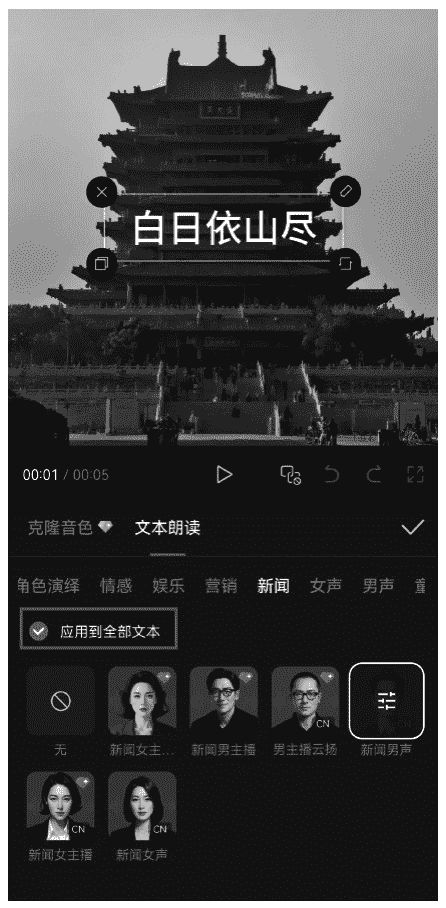 白日依山尽
00:01 / 00:05
克隆音色 文本朗读
角色演绎 情感 娱乐 营销 新闻 女声 男声
应用到全部文本
CN
无 新闻女主... 新闻男主播 男主播云扬 新闻男声
CN CN
新闻女主播 新闻女声